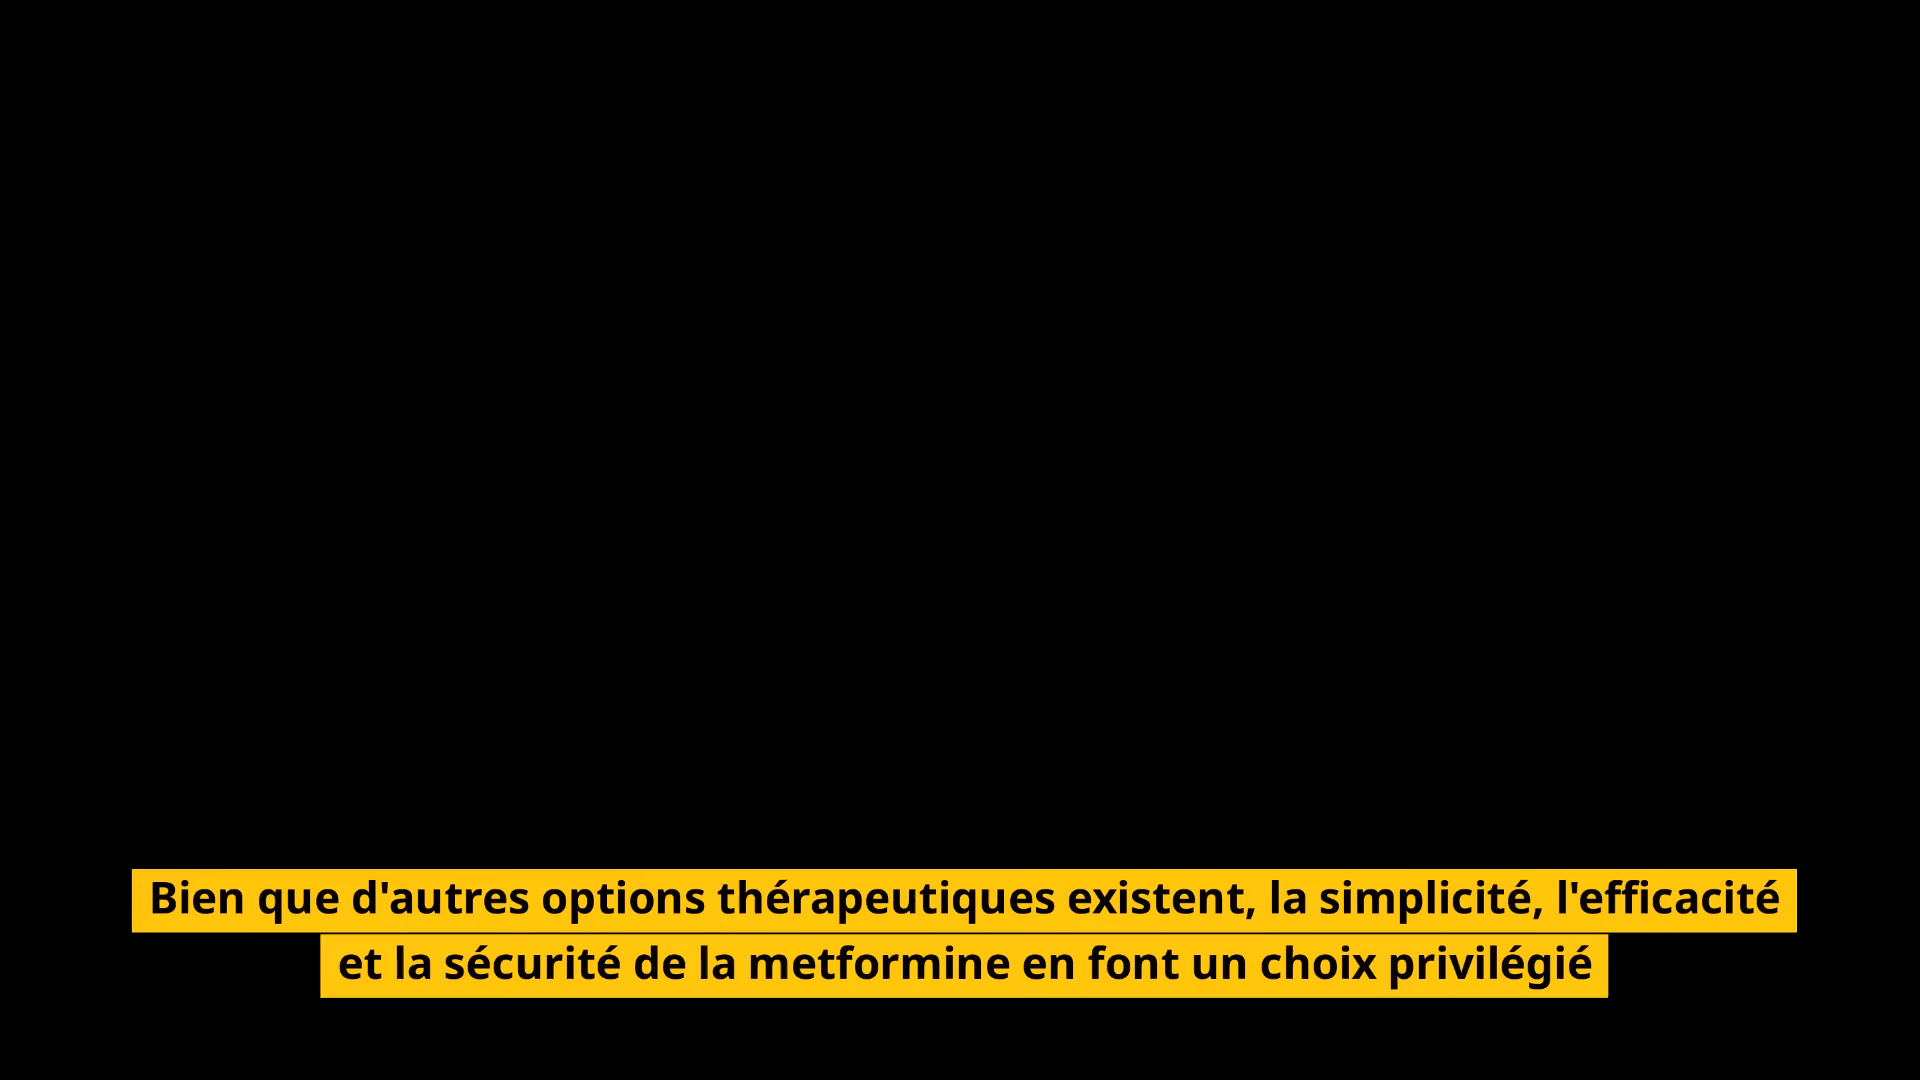 Bien que d'autres options thérapeutiques existent, la simplicité, l'efficacité
et la sécurité de la metformine en font un choix privilégié